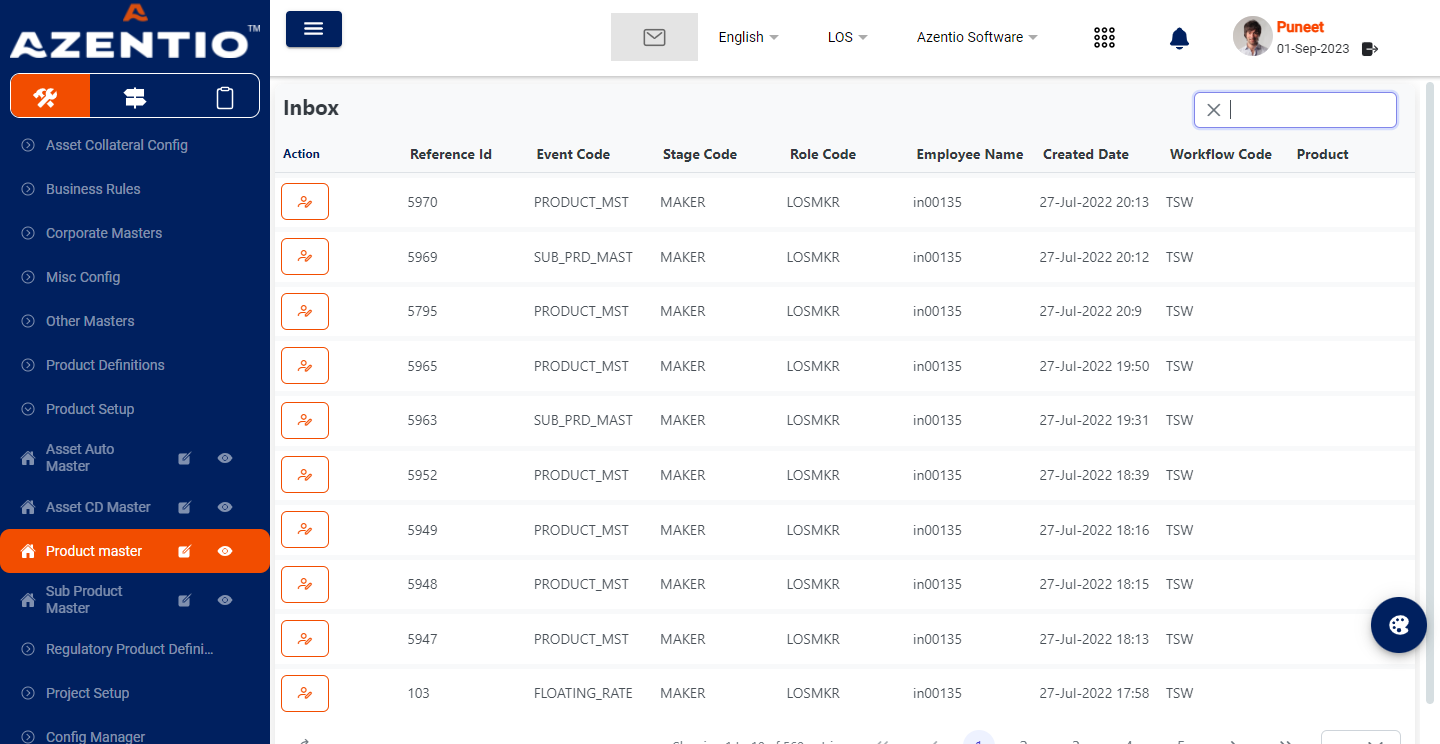 AZENTIO™
English
LOS
Azentio Software
Puneet
01-Sep-2023
Asset Collateral Config
Business Rules
Corporate Masters
Misc Config
Other Masters
Product Definitions
Product Setup
Asset Auto
Master
Asset CD Master
Product master
Sub Product
Master
Regulatory Product Defini...
Project Setup
Config Manager
Inbox
Action Reference Id Event Code Stage Code Role Code Employee Name Created Date Workflow Code Product
5970 PRODUCT_MST MAKER LOSMKR in00135 27-Jul-2022 20:13 TSW
5969 SUB_PRD_MAST MAKER LOSMKR in00135 27-Jul-2022 20:12 TSW
5795 PRODUCT_MST MAKER LOSMKR in00135 27-Jul-2022 20:9 TSW
5965 PRODUCT_MST MAKER LOSMKR in00135 27-Jul-2022 19:50 TSW
5963 SUB_PRD_MAST MAKER LOSMKR in00135 27-Jul-2022 19:31 TSW
5952 PRODUCT_MST MAKER LOSMKR in00135 27-Jul-2022 18:39 TSW
5949 PRODUCT_MST MAKER LOSMKR in00135 27-Jul-2022 18:16 TSW
5948 PRODUCT_MST MAKER LOSMKR in00135 27-Jul-2022 18:15 TSW
5947 PRODUCT_MST MAKER LOSMKR in00135 27-Jul-2022 18:13 TSW
103 FLOATING_RATE MAKER LOSMKR in00135 27-Jul-2022 17:58 TSW